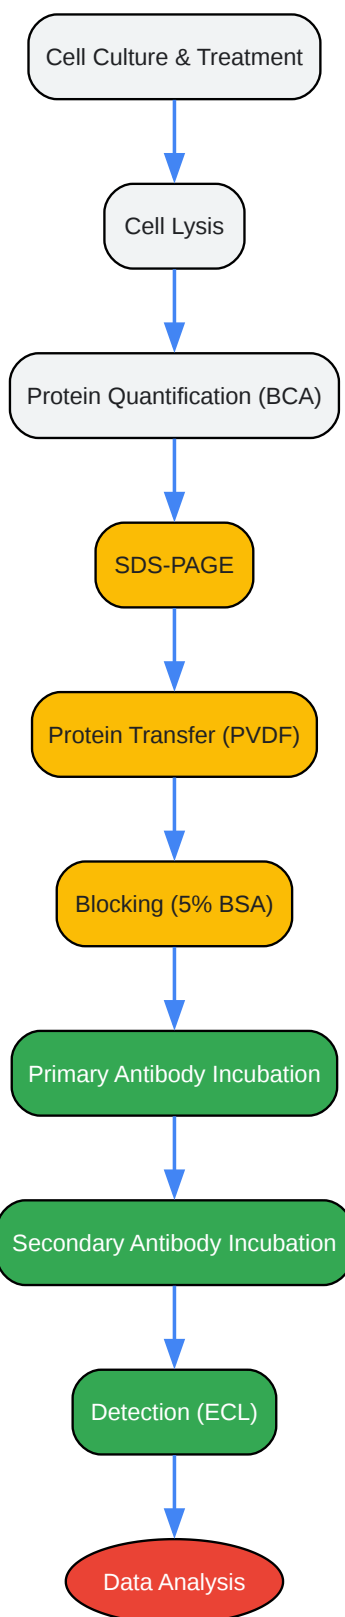 Cell Culture & Treatment
Cell Lysis
Protein Quantification (BCA)
SDS-PAGE
Protein Transfer (PVDF)
Blocking (5% BSA)
Primary Antibody Incubation
Secondary Antibody Incubation
Detection (ECL)
Data Analysis